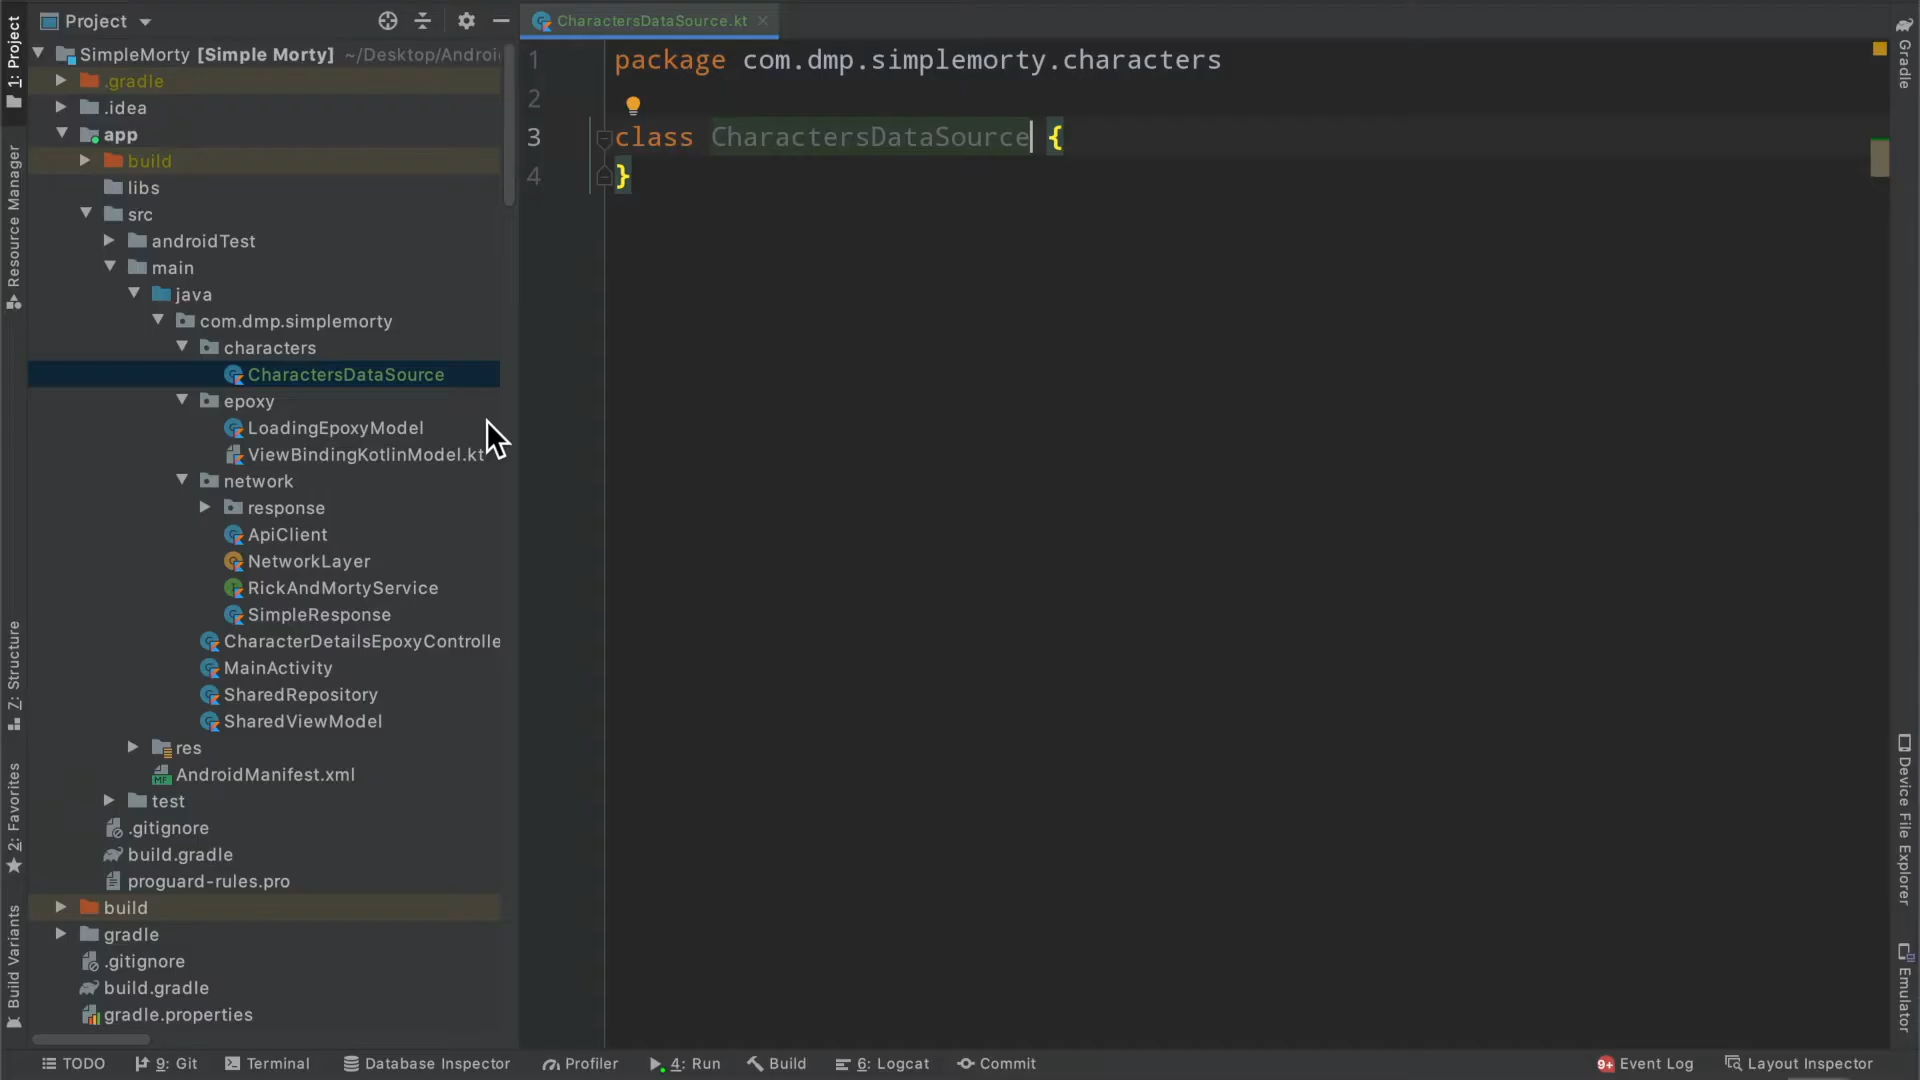 Project
SimpleMorty [Simple Morty] ~/Desktop/Androi
.gradle
.idea
app
build
libs
src
androidTest
main
java
com.dmp.simplemorty
characters
CharactersDataSource
epoxy
LoadingEpoxyModel
ViewBindingKotlinModel.kt
network
response
ApiClient
NetworkLayer
RickAndMortyService
SimpleResponse
CharacterDetailsEpoxyControlle
MainActivity
SharedRepository
SharedViewModel
res
AndroidManifest.xml
test
.gitignore
build.gradle
proguard-rules.pro
build
gradle
.gitignore
build.gradle
gradle.properties
1: Project
Resource Manager
Z: Structure
2: Favorites
Build Variants
CharactersDataSource.kt
1 package com.dmp.simplemorty.characters
2
3 class CharactersDataSource {
4 }
Gradle
Device File Explorer
Emulator
TODO 9: Git Terminal Database Inspector Profiler 4: Run Build 6: Logcat Commit 9+ Event Log Layout Inspector